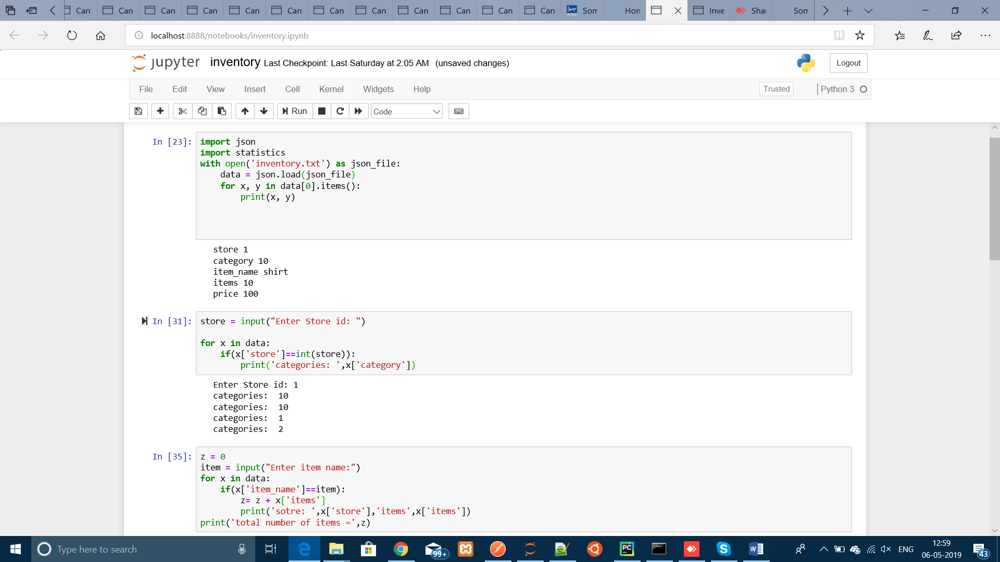 Can Can Can Can Can Can Can Can Can Can Can Can Som Hon Inve Shai Som
localhost:8888/notebooks/inventory.ipynb
jupyter inventory Last Checkpoint: Last Saturday at 2:05 AM (unsaved changes) Logout
File Edit View Insert Cell Kernel Widgets Help Trusted Python 3
Run Code
In [23]: import json
import statistics
with open('inventory.txt') as json_file:
    data = json.load(json_file)
    for x, y in data[0].items():
        print(x, y)
store 1
category 10
item_name shirt
items 10
price 100
In [31]: store = input("Enter Store id: ")
for x in data:
    if(x['store']==int(store)):
        print('categories: ',x['category'])
Enter Store id: 1
categories:  10
categories:  10
categories:  1
categories:  2
In [35]: z = 0
item = input("Enter item name:")
for x in data:
    if(x['item_name']==item):
        z= z + x['items']
        print('sotre: ',x['store'],'items',x['items'])
print('total number of items =',z)
Type here to search 99+ PC ENG 12:59
06-05-2019 43